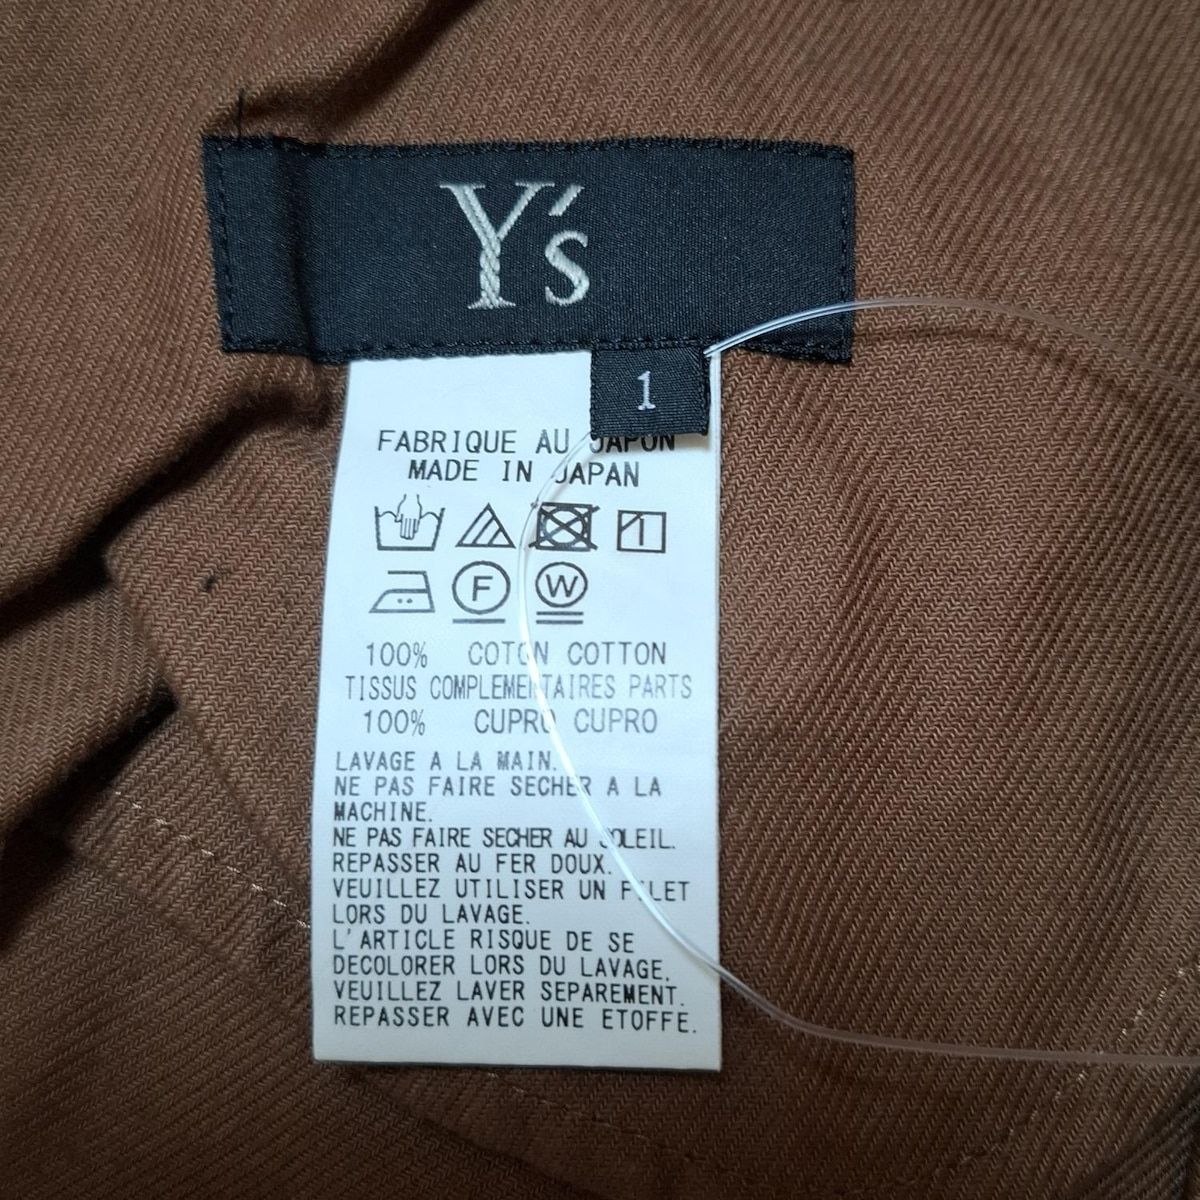 Y's
1
FABRIQUE AU JAPON
MADE IN JAPAN
F W
100% COTON COTTON
TISSUS COMPLEMENTAIRES PARTS
100% CUPRO CUPRO
LAVAGE A LA MAIN.
NE PAS FAIRE SECHER A LA
MACHINE.
NE PAS FAIRE SECHER AU SOLEIL.
REPASSER AU FER DOUX.
VEUILLEZ UTILISER UN FILET
LORS DU LAVAGE.
L'ARTICLE RISQUE DE SE
DECOLORER LORS DU LAVAGE.
VEUILLEZ LAVER SEPAREMENT.
REPASSER AVEC UNE ETOFFE.